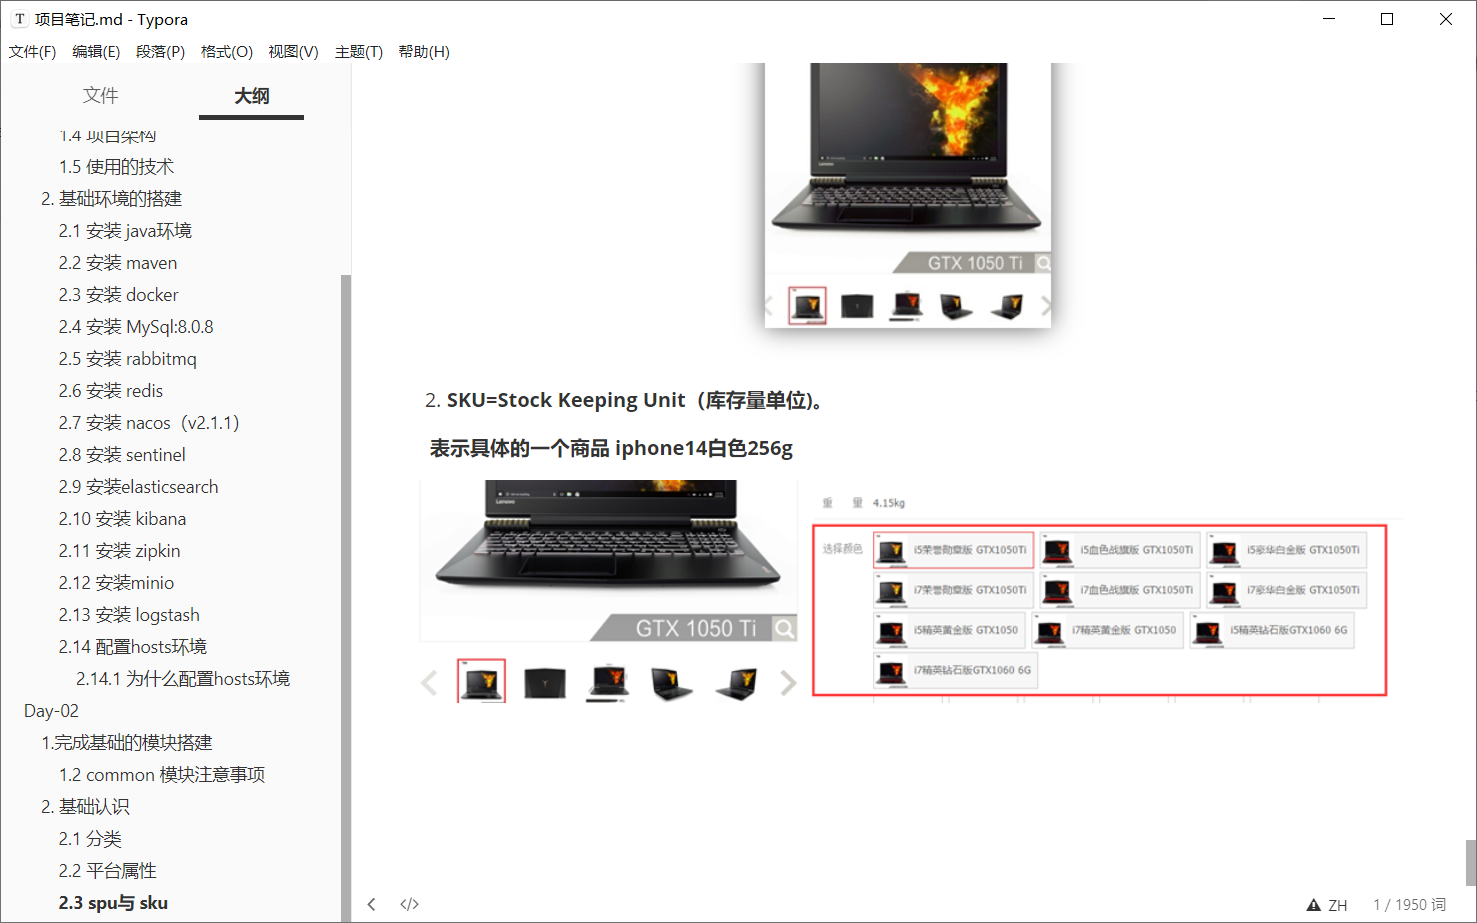 T 项目笔记.md - Typora
文件(F) 编辑(E) 段落(P) 格式(O) 视图(V) 主题(T) 帮助(H)
文件 大纲
1.4 项目架构
1.5 使用的技术
2. 基础环境的搭建
2.1 安装 java环境
2.2 安装 maven
2.3 安装 docker
2.4 安装 MySql:8.0.8
2.5 安装 rabbitmq
2.6 安装 redis
2.7 安装 nacos（v2.1.1）
2.8 安装 sentinel
2.9 安装elasticsearch
2.10 安装 kibana
2.11 安装 zipkin
2.12 安装minio
2.13 安装 logstash
2.14 配置hosts环境
2.14.1 为什么配置hosts环境
Day-02
1.完成基础的模块搭建
1.2 common 模块注意事项
2. 基础认识
2.1 分类
2.2 平台属性
2.3 spu与 sku
Lenovo
GTX 1050 Ti
2. SKU=Stock Keeping Unit（库存量单位)。
表示具体的一个商品 iphone14白色256g
Lenovo
GTX 1050 Ti
重 量 4.15kg
选择颜色 i5荣誉勋章版 GTX1050Ti i5血色战旗版 GTX1050Ti i5豪华白金版 GTX1050Ti
i7荣誉勋章版 GTX1050Ti i7血色战旗版 GTX1050Ti i7豪华白金版 GTX1050Ti
i5精英黄金版 GTX1050 i7精英黄金版 GTX1050 i5精英钻石版GTX1060 6G
i7精英钻石版GTX1060 6G
ZH 1 / 1950 词